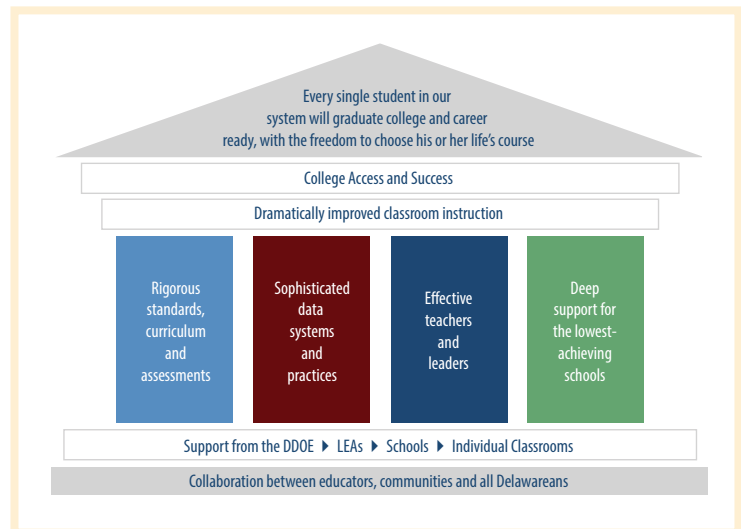 Every single student in our
system will graduate college and career
ready, with the freedom to choose his or her life's course
College Access and Success
Dramatically improved classroom instruction
Rigorous
standards,
curriculum
and
assessments
Sophisticated
data
systems
and
practices
Effective
teachers
and
leaders
Deep
support for
the lowest-
achieving
schools
Support from the DDOE ▶ LEAs ▶ Schools ▶ Individual Classrooms
Collaboration between educators, communities and all Delawareans